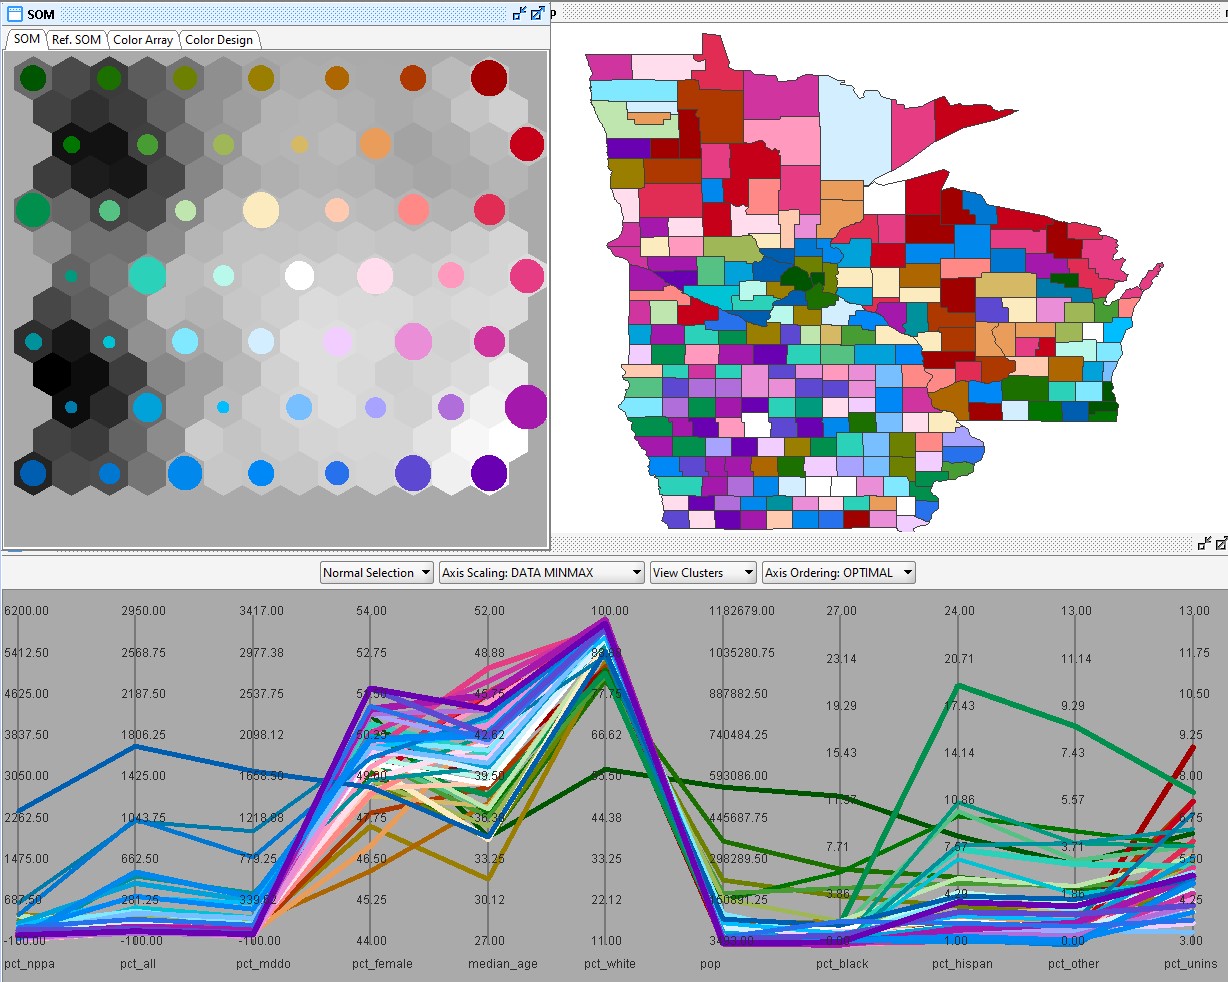 SOM
p
SOM Ref. SOM Color Array Color Design
Normal Selection Axis Scaling: DATA MINMAX View Clusters Axis Ordering: OPTIMAL
6200.00 2950.00 3417.00 54,00 52,00 100.00 1182679.00 27,00 24,00 13,00 13,00
5412.50 2568.75 2977.38 52.75 48.88 1035280.75 23,14 20,71 11,14 11,75
4625.00 2187.50 2537.75 51.50 45.75 77.75 887882.50 19,29 17,43 9,29 10,50
3837.50 1806.25 2098.12 50.25 42.62 66.62 740484.25 15,43 14,14 7,43 9,25
3050.00 1425.00 1658.50 49.00 39.50 55.50 593086.00 11,57 10,86 5,57 8,00
2262.50 1043.75 1218.88 47.75 36.38 44.38 445687.75 7,71 7,57 3,71 6,75
1475.00 662.50 779.25 46.50 33.25 33.25 298289.50 3,86 4,29 1,86 5,50
687.50 281.25 339.62 45.25 30.12 22.12 150891.25 4,25
-100.00 -100.00 -100.00 44.00 27.00 11.00 0.00 1.00 0.00 3.00
pct_nppa pct_all pct_mddo pct_female median_age pct_white pop pct_black pct_hispan pct_other pct_unins